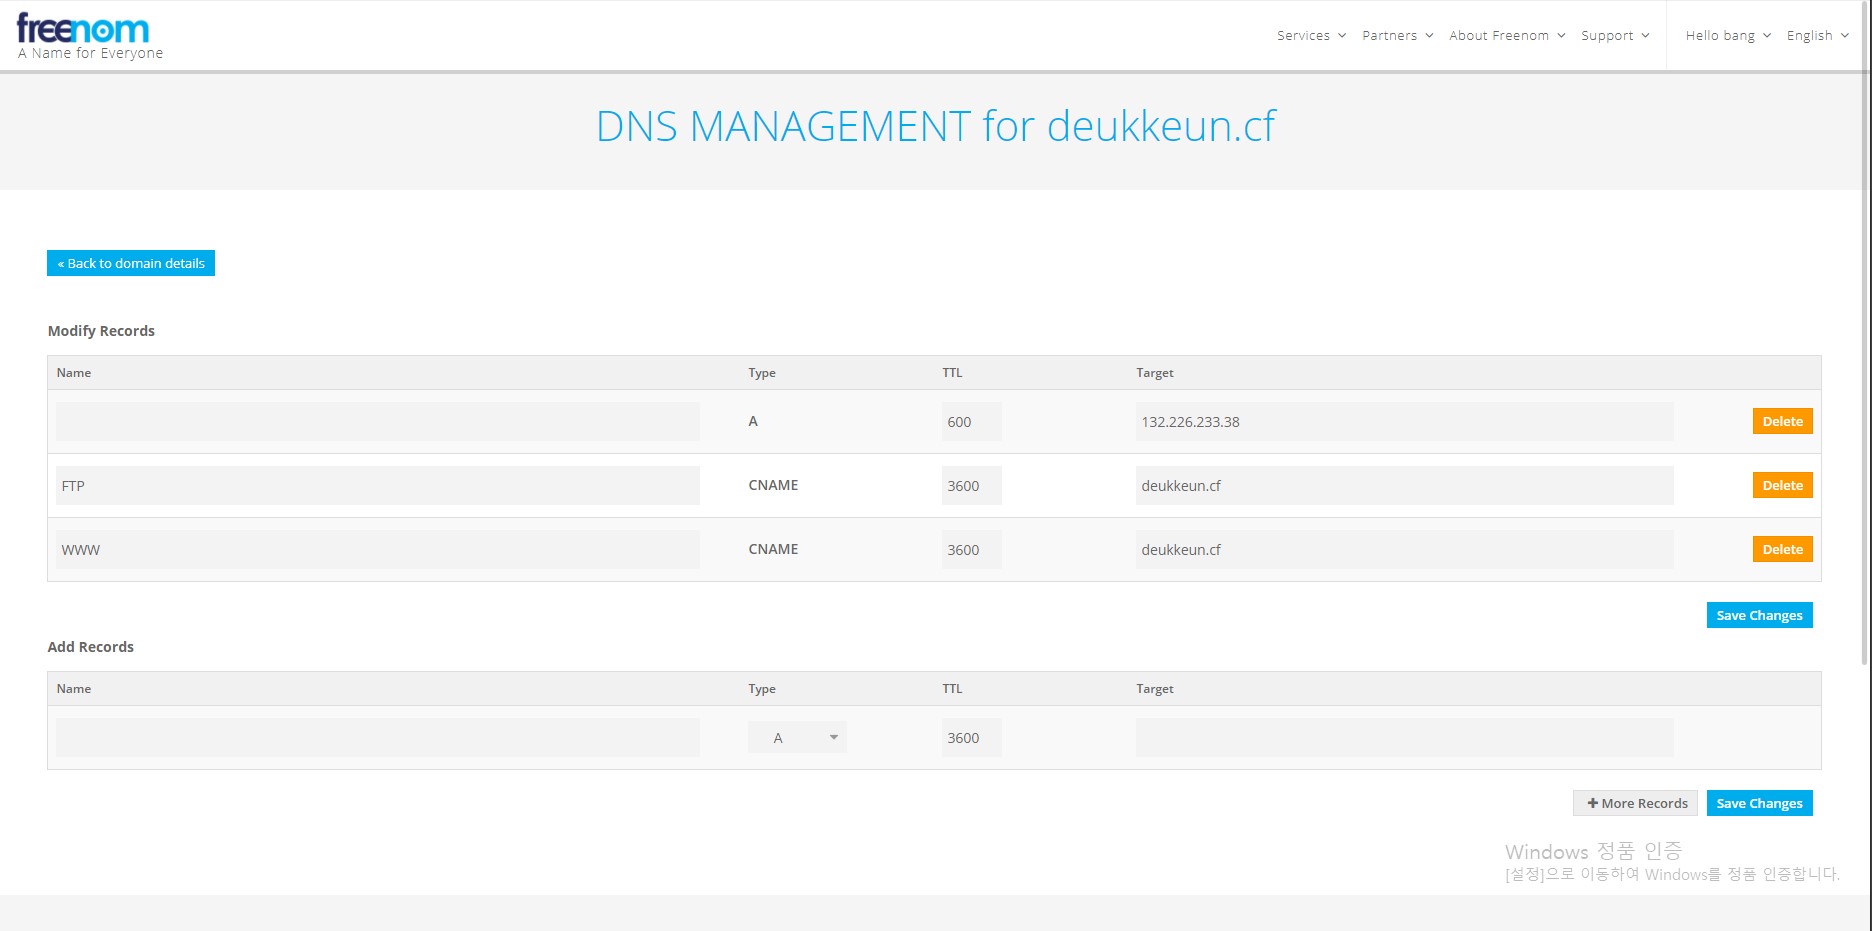 freenom
A Name for Everyone
Services Partners About Freenom Support Hello bang English
DNS MANAGEMENT for deukkeun.cf
« Back to domain details
Modify Records
Name Type TTL Target
A 600 132.226.233.38 Delete
FTP CNAME 3600 deukkeun.cf Delete
WWW CNAME 3600 deukkeun.cf Delete
Save Changes
Add Records
Name Type TTL Target
A 3600
+ More Records Save Changes
Windows 정품 인증
[설정]으로 이동하여 Windows를 정품 인증합니다.